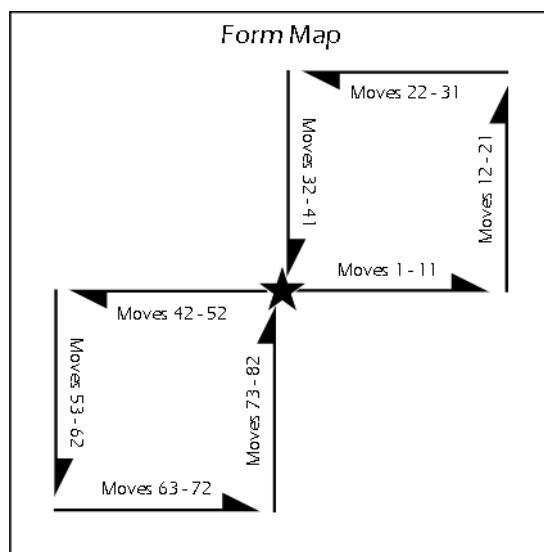 Form Map
Moves 22 - 31
Moves 32 - 41
Moves 12 - 21
Moves 1 - 11
Moves 42 - 52
Moves 53 - 62
Moves 73 - 82
Moves 63 - 72